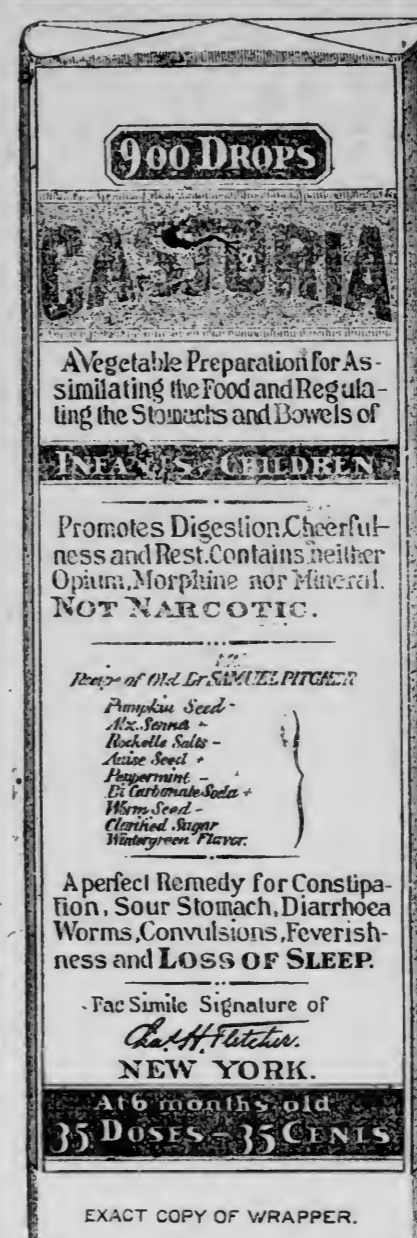 900 DROPS
CASTORIA
A Vegetable Preparation for As-
similating the Food and Regula-
ting the Stomachs and Bowels of
INFANTS, CHILDREN
Promotes Digestion, Cheerful-
ness and Rest. Contains neither
Opium, Morphine nor Mineral.
NOT NARCOTIC.
Recipe of Old Dr SAMUEL PITCHER
Pumpkin Seed -
Alx. Senna +
Rochelle Salts -
Anise Seed +
Peppermint -
Bi Carbonate Soda +
Worm Seed -
Clarified Sugar
Wintergreen Flavor.
A perfect Remedy for Constipa-
tion, Sour Stomach, Diarrhoea
Worms, Convulsions, Feverish-
ness and LOSS OF SLEEP.
Fac Simile Signature of
Chas. H. Fletcher.
NEW YORK.
At 6 months old
35 DOSES - 35 CENTS
EXACT COPY OF WRAPPER.